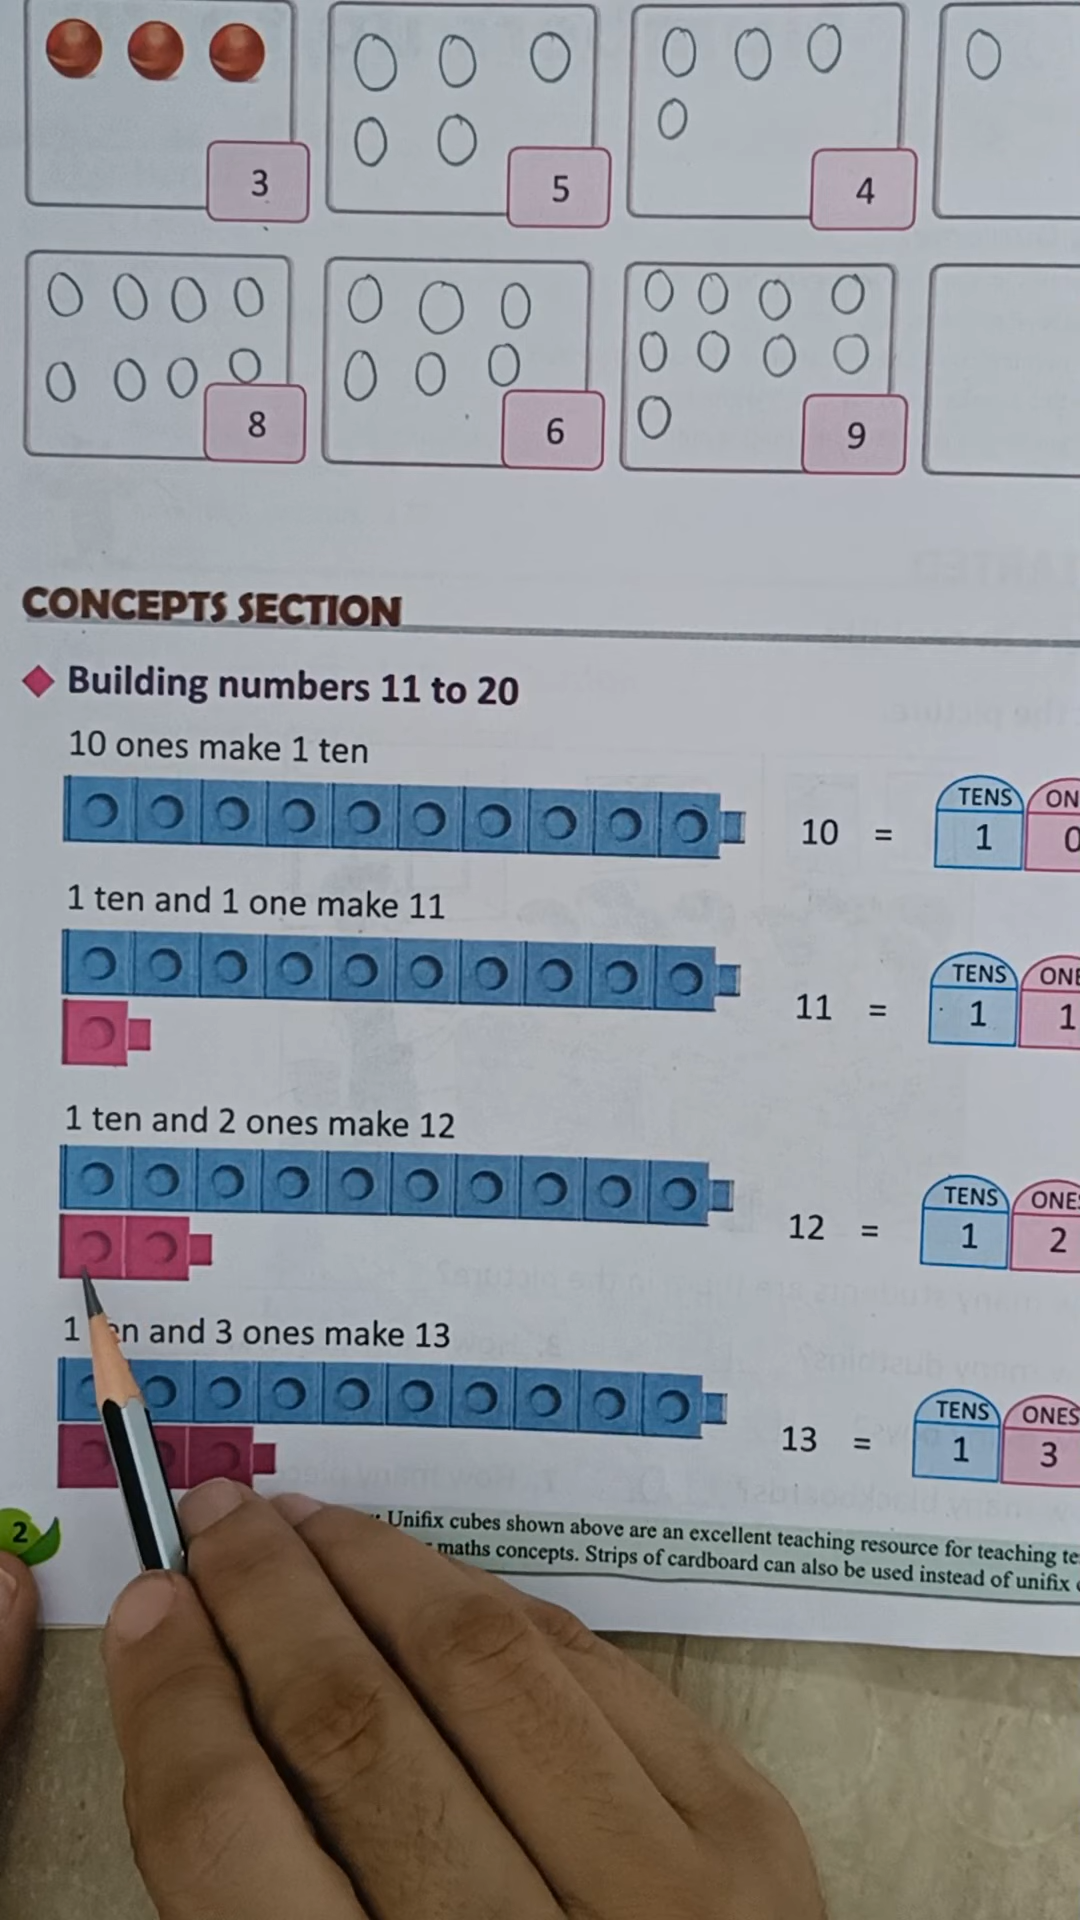 3
5
4
8
6
9
CONCEPTS SECTION
Building numbers 11 to 20
10 ones make 1 ten
10 =
TENS
1
0
1 ten and 1 one make 11
11 =
TENS
1
1
1 ten and 2 ones make 12
12 =
TENS
1
2
1 and 3 ones make 13
13 =
TENS ONES
1 3
2
Unifix cubes shown above are an excellent teaching resource for teaching
maths concepts. Strips of cardboard can also be used instead of unifix